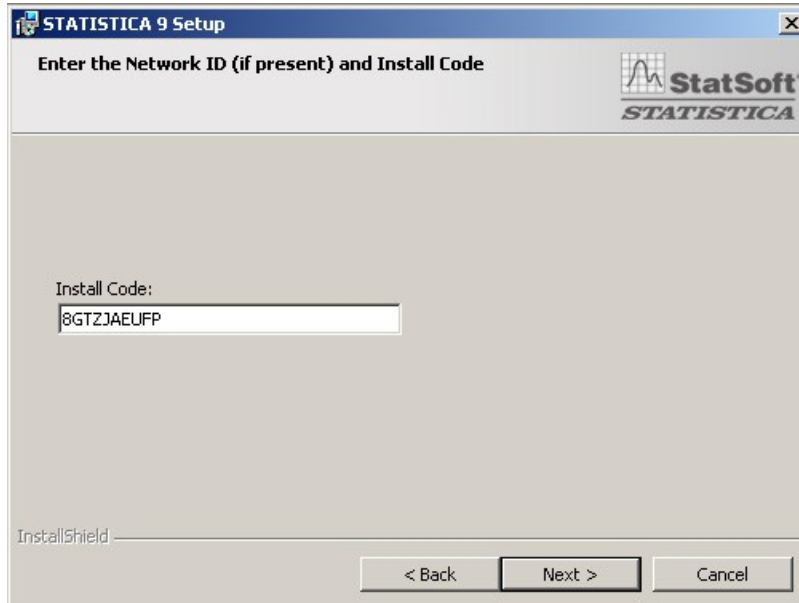 STATISTICA 9 Setup
Enter the Network ID (if present) and Install Code
StatSoft
STATISTICA
Install Code:
8GTZJAEUFP
InstallShield
< Back Next > Cancel